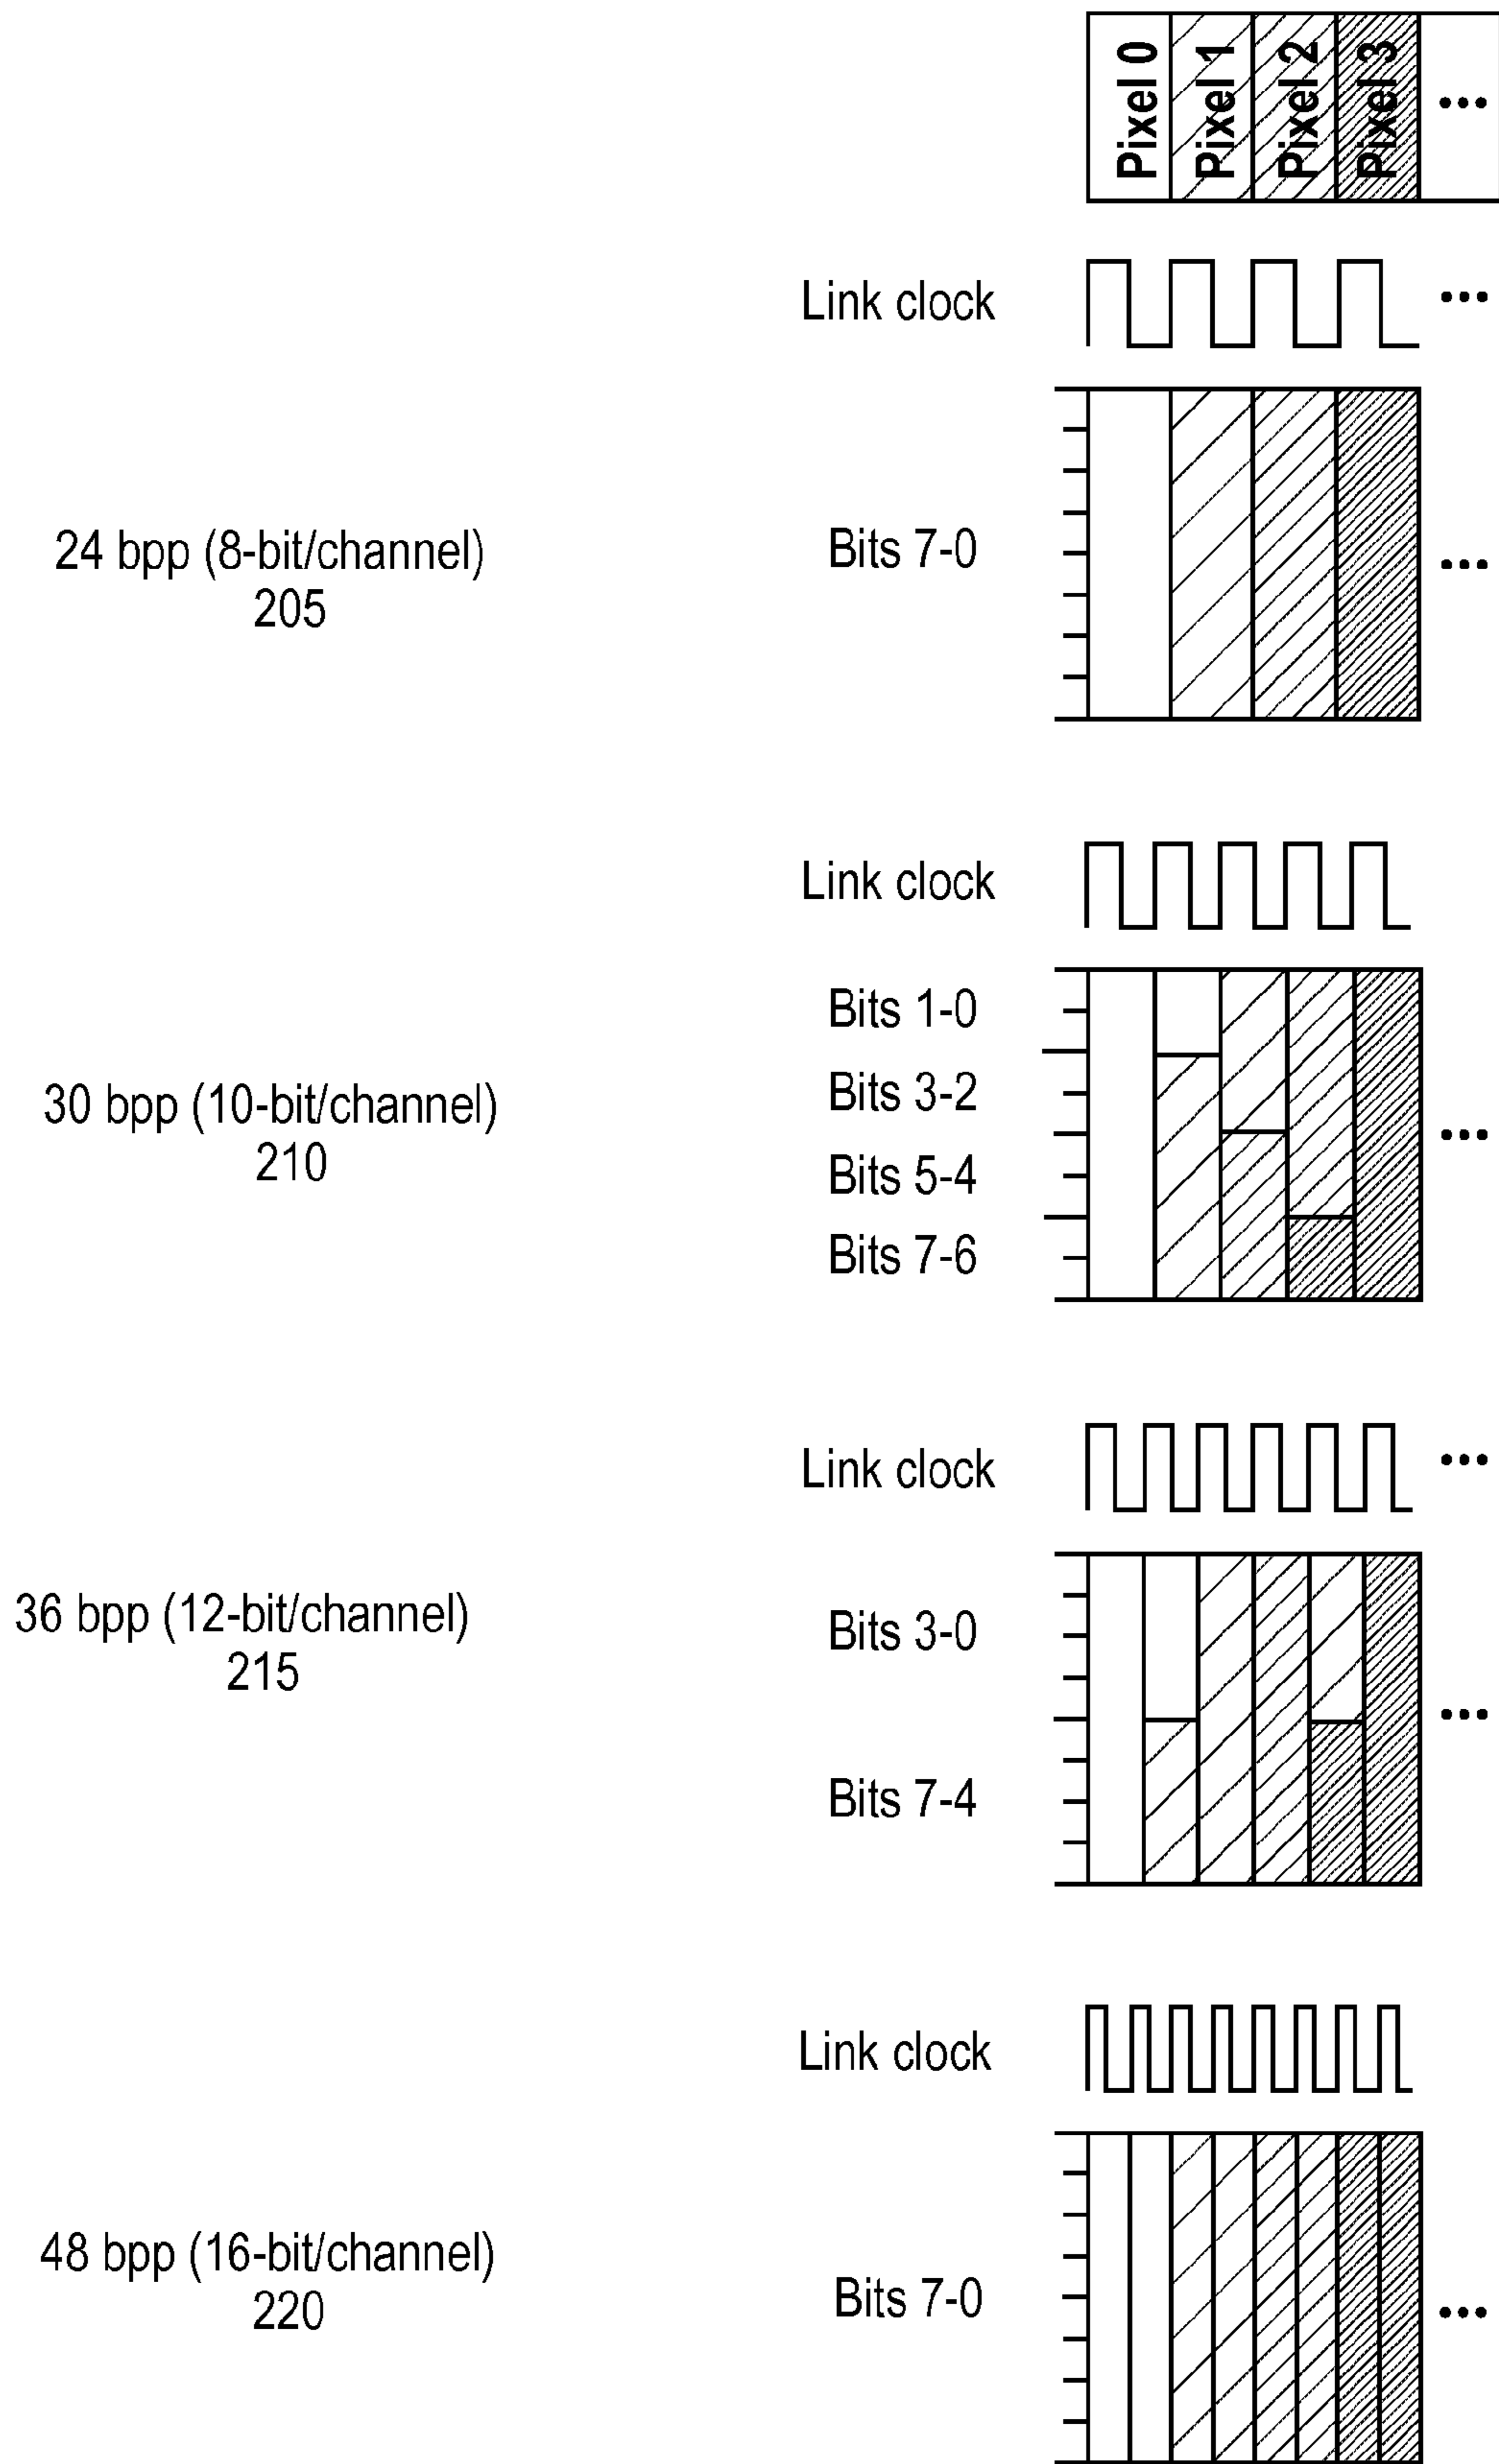 Pixel 0
Pixel 1
Pixel 2
Pixel 3
...
Link clock
...
24 bpp (8-bit/channel)
205
Bits 7-0
...
Link clock
30 bpp (10-bit/channel)
210
Bits 1-0
Bits 3-2
Bits 5-4
Bits 7-6
...
Link clock
...
36 bpp (12-bit/channel)
215
Bits 3-0
Bits 7-4
...
Link clock
48 bpp (16-bit/channel)
220
Bits 7-0
...